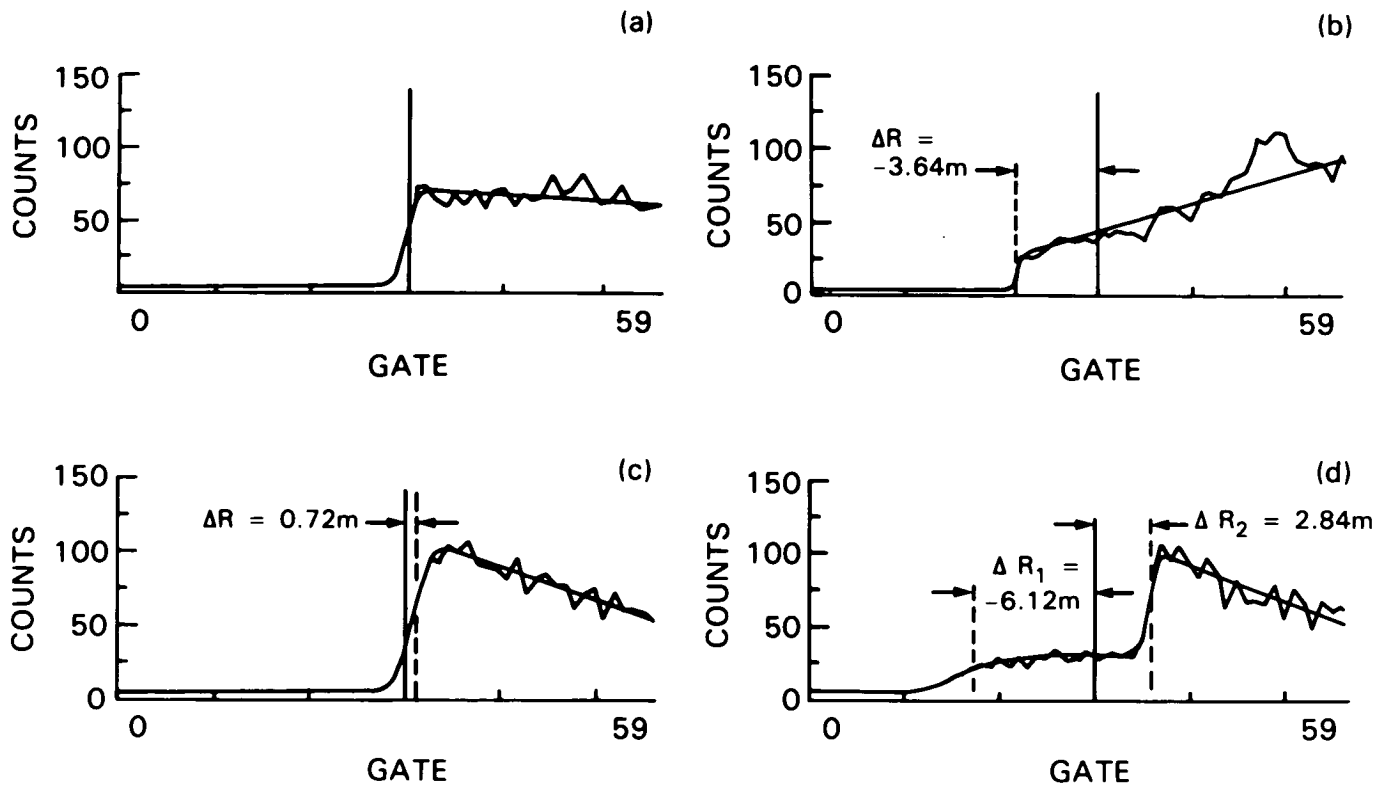 (a)
150
100
50
0
COUNTS
0
59
GATE
(b)
150
100
50
0
COUNTS
ΔR =
-3.64m
0
59
GATE
(c)
150
100
50
0
COUNTS
ΔR = 0.72m
0
59
GATE
(d)
150
100
50
0
COUNTS
Δ R₁ =
-6.12m
Δ R₂ = 2.84m
0
59
GATE